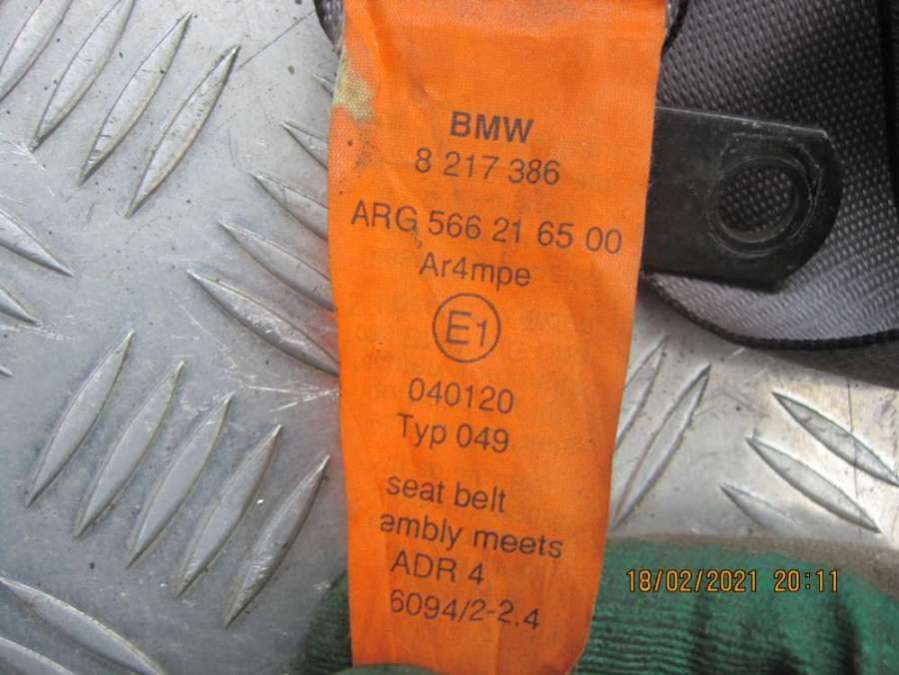 BMW
8 217 386
ARG 566 21 65 00
Ar4mpe
E1
040120
Typ 049
seat belt
embly meets
ADR 4
6094/2-2.4
18/02/2021 20:11